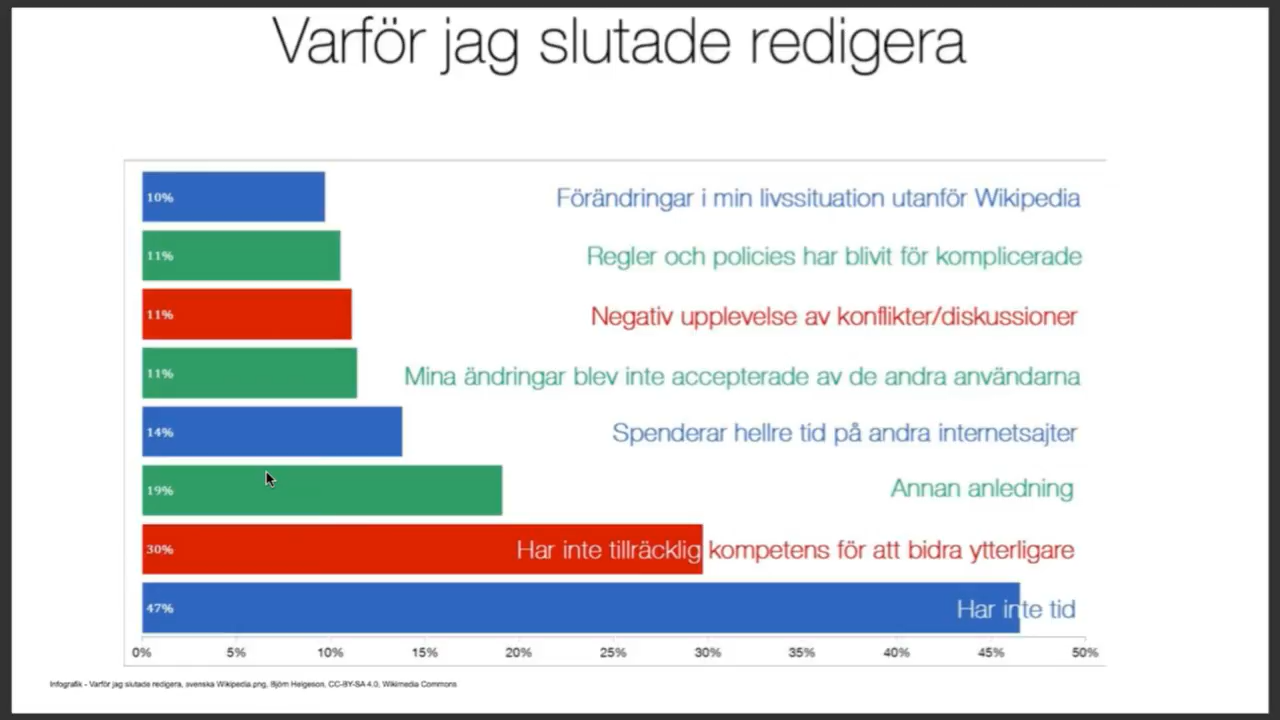 Varför jag slutade redigera
10% Förändringar i min livssituation utanför Wikipedia
11% Regler och policies har blivit för komplicerade
11% Negativ upplevelse av konflikter/diskussioner
11% Mina ändringar blev inte accepterade av de andra användarna
14% Spenderar hellre tid på andra internetsajter
19% Annan anledning
30% Har inte tillräcklig kompetens för att bidra ytterligare
47% Har inte tid
0% 5% 10% 15% 20% 25% 30% 35% 40% 45% 50%
Infografik - Varför jag slutade redigera, svenska Wikipedia.png, Björn Helgeson, CC-BY-SA 4.0, Wikimedia Commons